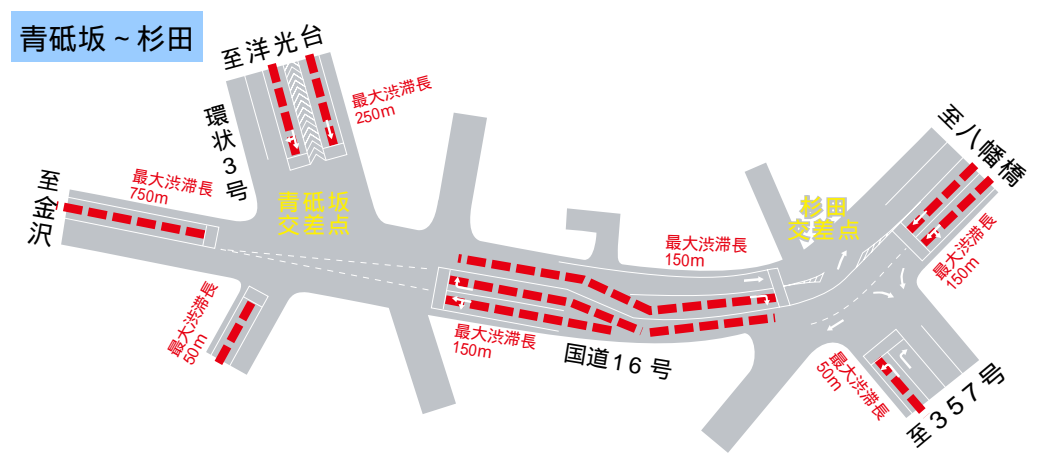 青砥坂~杉田
至洋光台
最大渋滞長
250m
環状3号
至金沢
最大渋滞長
750m
青砥坂
交差点
最大渋滞長
50m
最大渋滞長
150m
国道16号
最大渋滞長
150m
杉田
交差点
至八幡橋
最大渋滞長
150m
最大渋滞長
50m
至357号